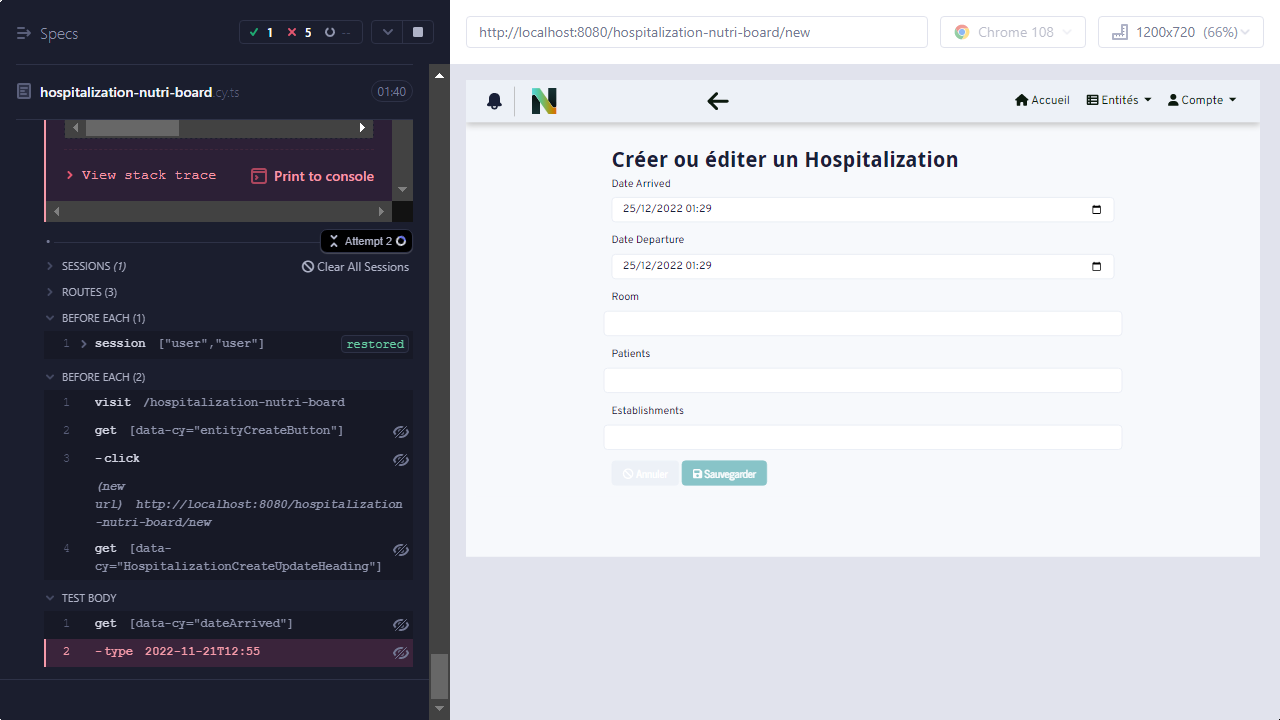 Specs
1
5
--
hospitalization-nutri-board.cy.ts
01:40
View stack trace
Print to console
Attempt 2
SESSIONS (1)
Clear All Sessions
ROUTES (3)
BEFORE EACH (1)
1 session ["user","user"] restored
BEFORE EACH (2)
1 visit /hospitalization-nutri-board
2 get [data-cy="entityCreateButton"]
3 -click
(new
url) http://localhost:8080/hospitalization
-nutri-board/new
4 get [data-
cy="HospitalizationCreateUpdateHeading"]
TEST BODY
1 get [data-cy="dateArrived"]
2 -type 2022-11-21T12:55
http://localhost:8080/hospitalization-nutri-board/new
Chrome 108
1200x720 (66%)
N
Accueil
Entités
Compte
Créer ou éditer un Hospitalization
Date Arrived
25/12/2022 01:29
Date Departure
25/12/2022 01:29
Room
Patients
Establishments
Annuler
Sauvegarder